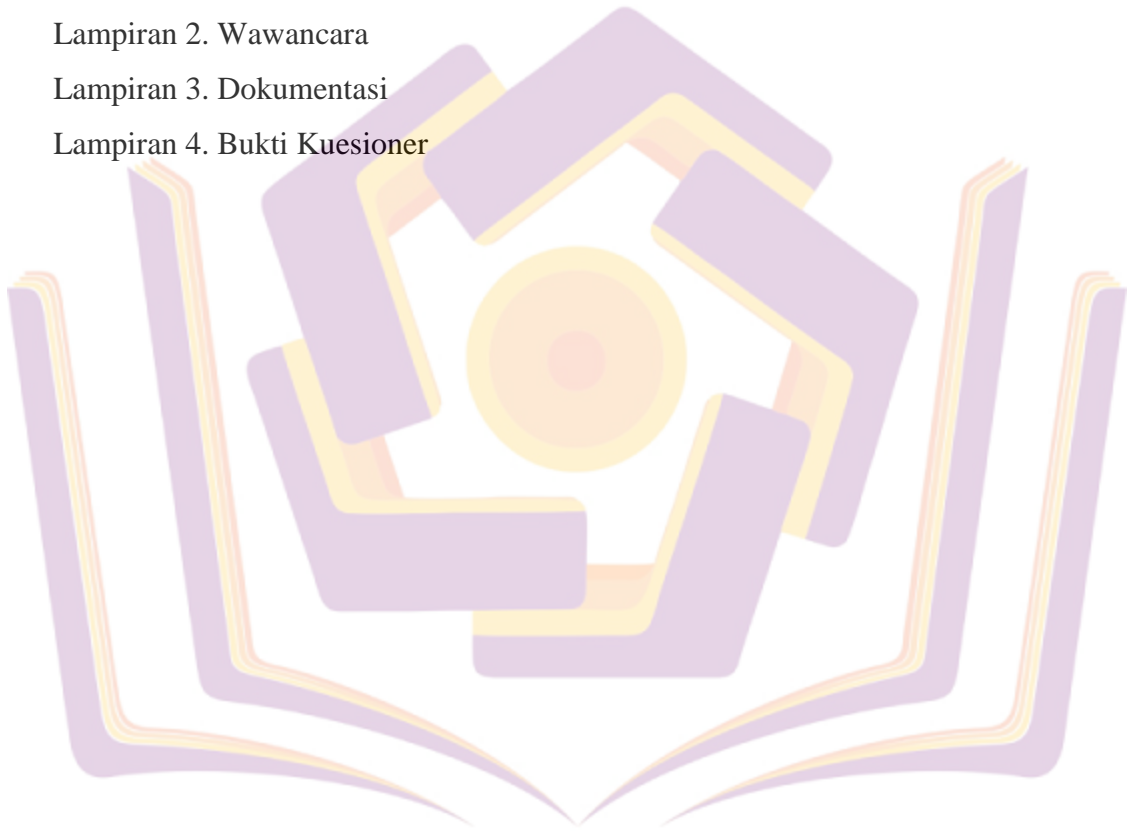 Lampiran 2. Wawancara
Lampiran 3. Dokumentasi
Lampiran 4. Bukti Kuesioner